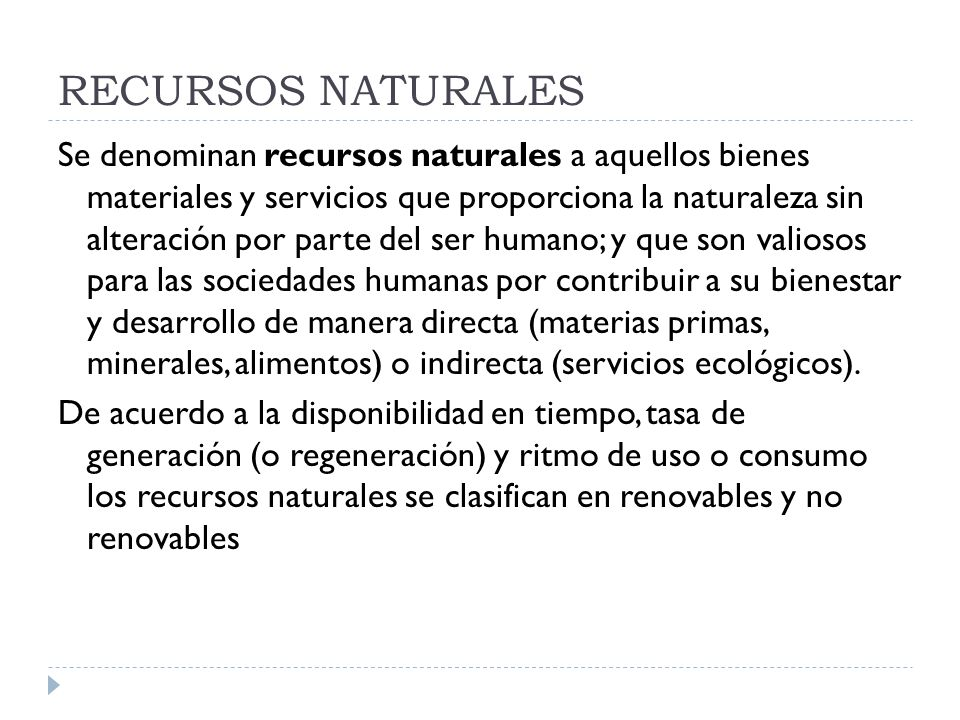 RECURSOS NATURALES
Se denominan recursos naturales a aquellos bienes
materiales y servicios que proporciona la naturaleza sin
alteración por parte del ser humano; y que son valiosos
para las sociedades humanas por contribuir a su bienestar
y desarrollo de manera directa (materias primas,
minerales, alimentos) o indirecta (servicios ecológicos).
De acuerdo a la disponibilidad en tiempo, tasa de
generación (o regeneración) y ritmo de uso o consumo
los recursos naturales se clasifican en renovables y no
renovables